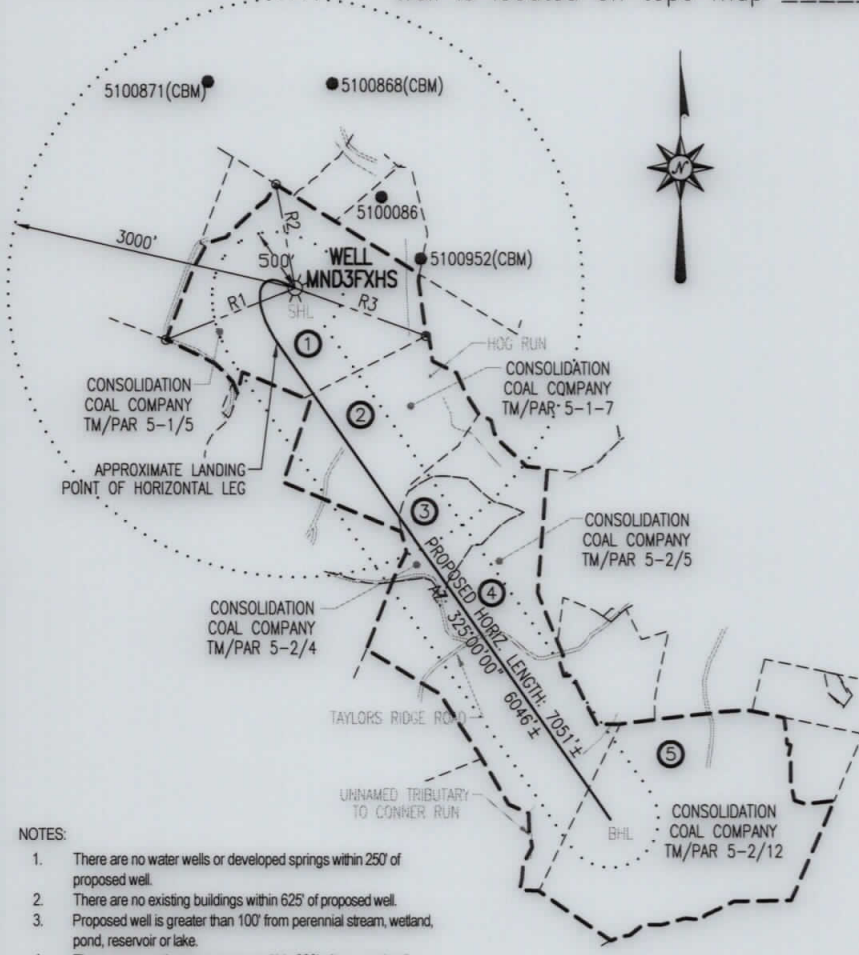 well is located on topo map
5100871(CBM)
5100868(CBM)
5100086
5100952(CBM)
N
3000'
500'
R2
WELL
MND3FXHS
R1
R3
SHL
1
HOG RUN
CONSOLIDATION
COAL COMPANY
TM/PAR 5-1/5
CONSOLIDATION
COAL COMPANY
TM/PAR 5-1-7
2
APPROXIMATE LANDING
POINT OF HORIZONTAL LEG
3
CONSOLIDATION
COAL COMPANY
TM/PAR 5-2/5
4
CONSOLIDATION
COAL COMPANY
TM/PAR 5-2/4
PROPOSED HORIZ. LENGTH: 7051'±
AZ: 325°00'00" 6046'±
TAYLORS RIDGE ROAD
5
UNNAMED TRIBUTARY
TO CONNER RUN
BHL
CONSOLIDATION
COAL COMPANY
TM/PAR 5-2/12
NOTES:
1. There are no water wells or developed springs within 250' of
proposed well.
2. There are no existing buildings within 625' of proposed well.
3. Proposed well is greater than 100' from perennial stream, wetland,
pond, reservoir or lake.